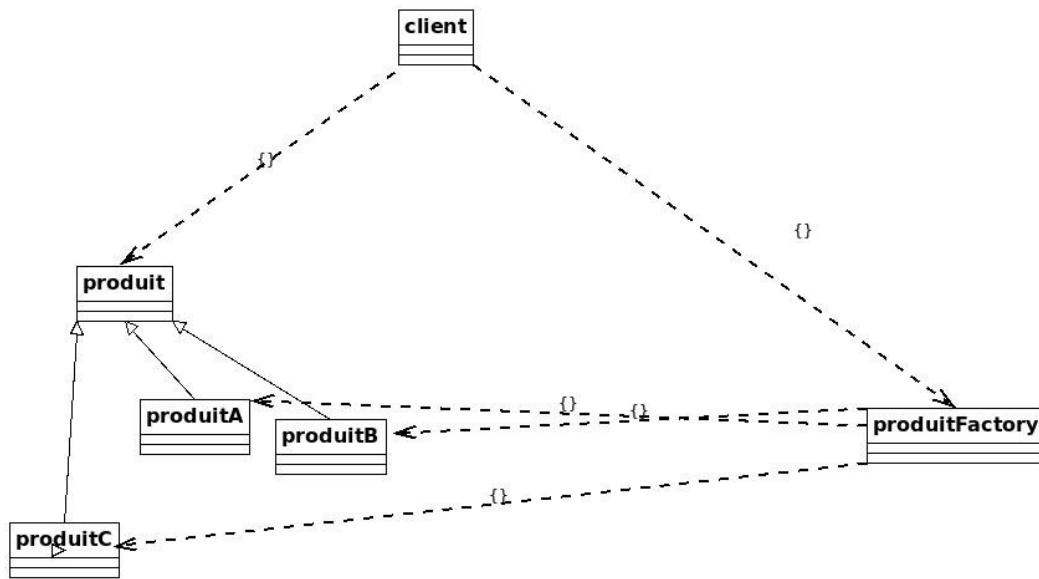 client
{}
{}
produit
produitA
{}
{}
produitB
produitFactory
{}
produitC